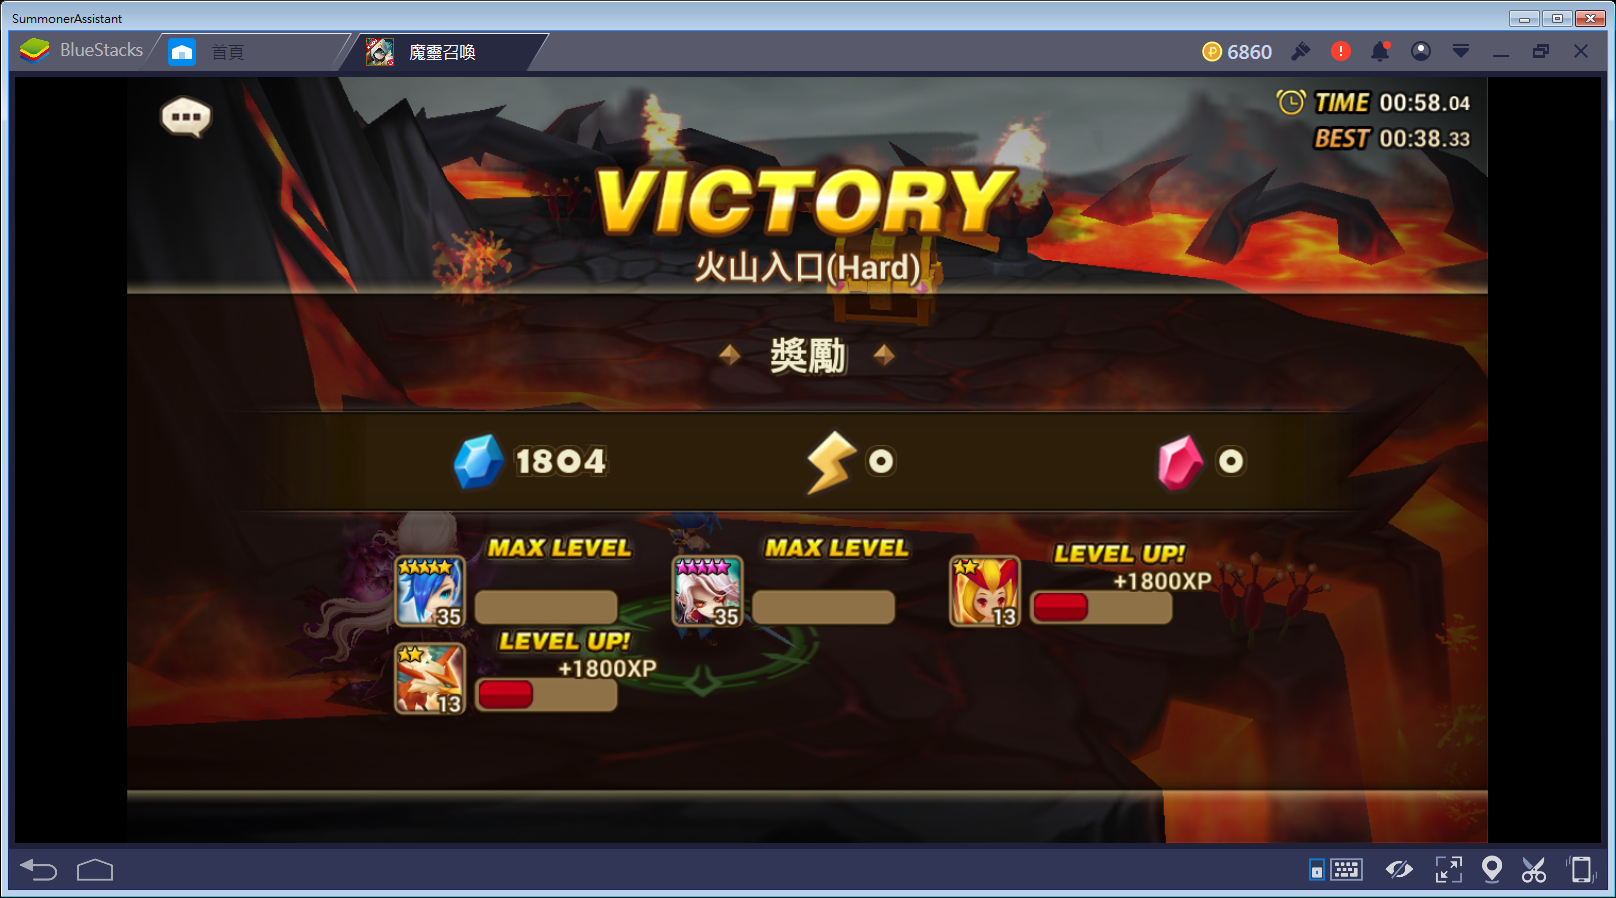 SummonerAssistant
BlueStacks
首頁
魔靈召喚
6860
TIME 00:58.04
BEST 00:38.33
VICTORY
火山入口(Hard)
獎勵
1804
0
0
MAX LEVEL
35
MAX LEVEL
35
LEVEL UP!
+1800XP
13
LEVEL UP!
+1800XP
13